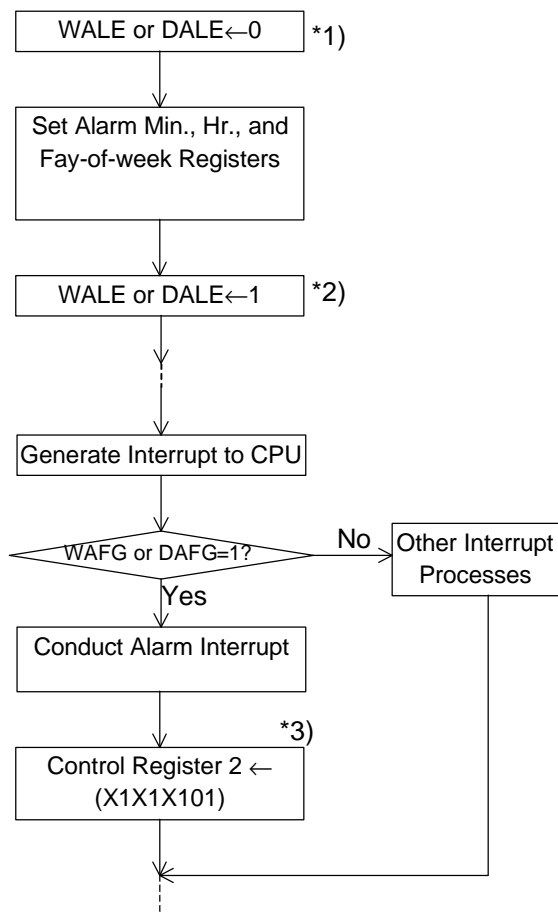 WALE or DALE←0
*1)
Set Alarm Min., Hr., and
Fay-of-week Registers
WALE or DALE←1
*2)
Generate Interrupt to CPU
WAFG or DAFG=1?
No
Other Interrupt
Processes
Yes
Conduct Alarm Interrupt
*3)
Control Register 2 ←
(X1X1X101)